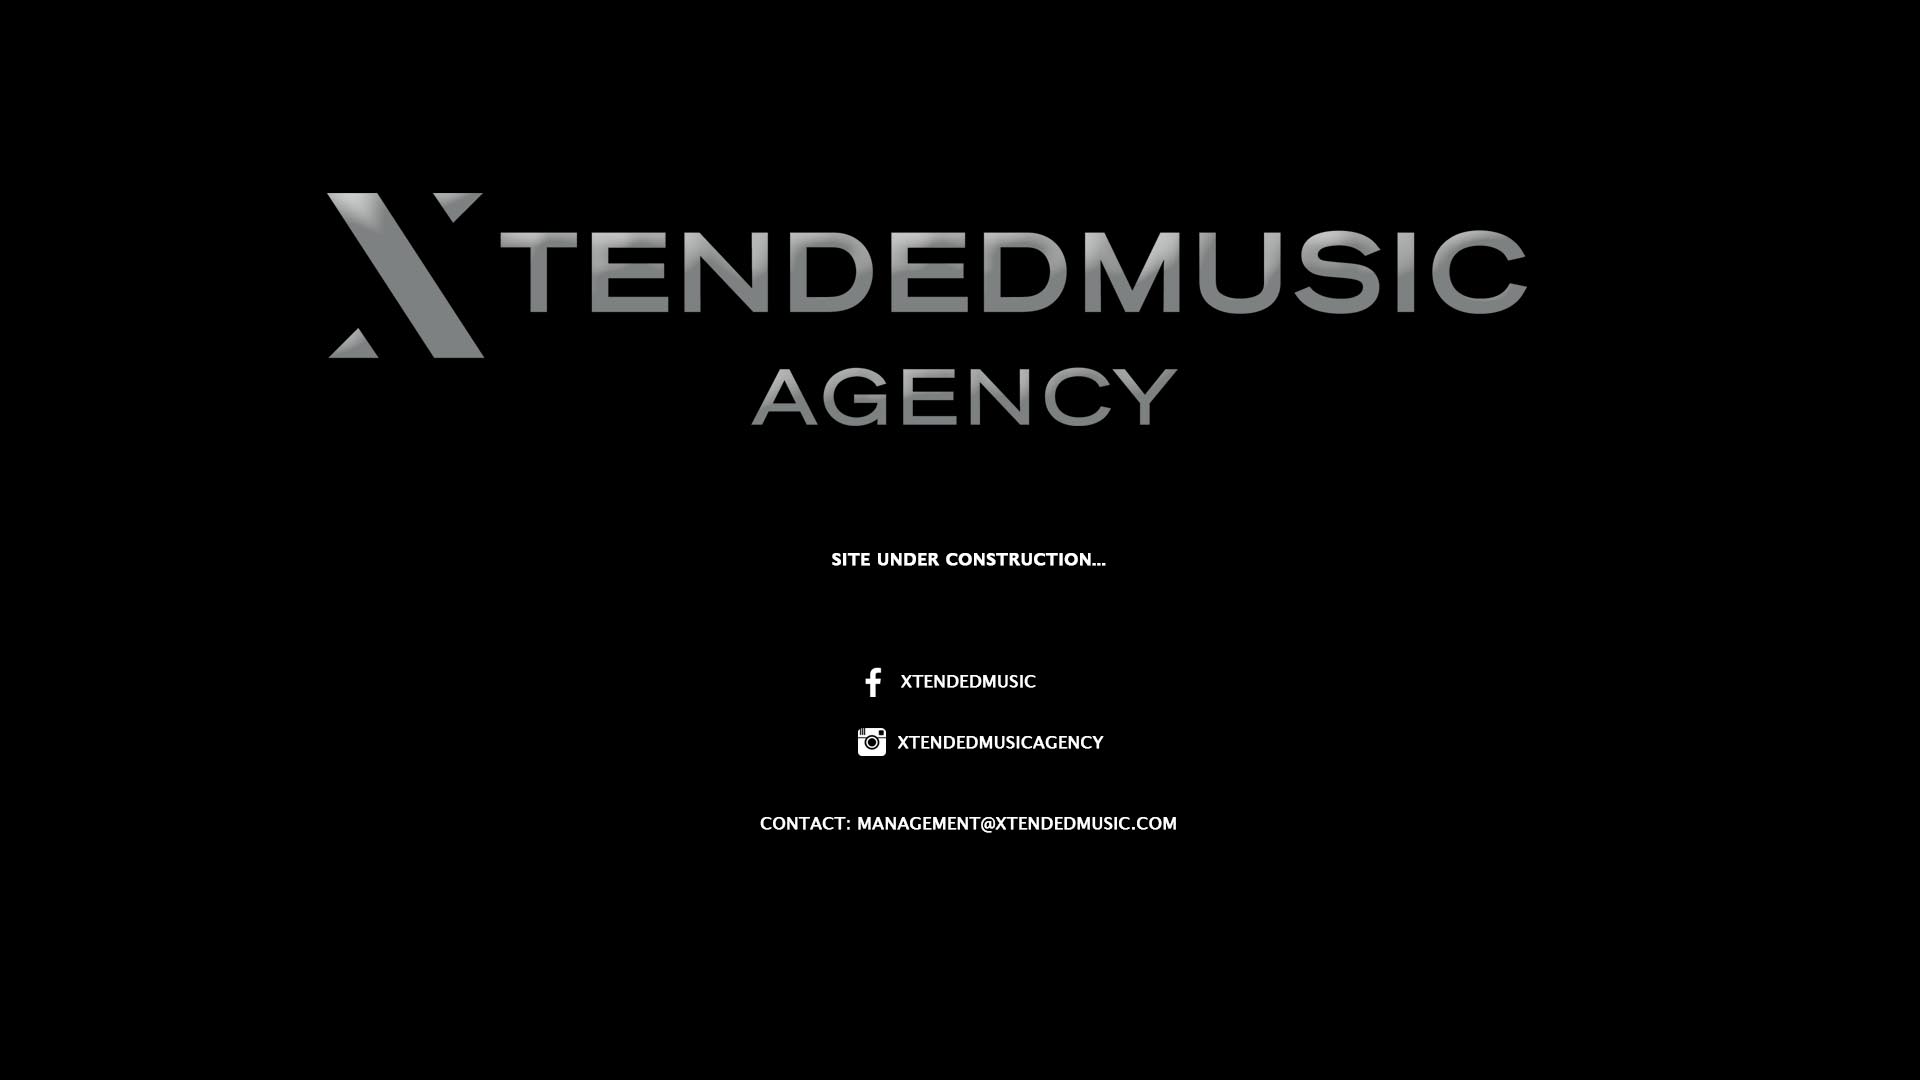 XTENDEDMUSIC
AGENCY
SITE UNDER CONSTRUCTION...
XTENDEDMUSIC
XTENDEDMUSICAGENCY
CONTACT: MANAGEMENT@XTENDEDMUSIC.COM